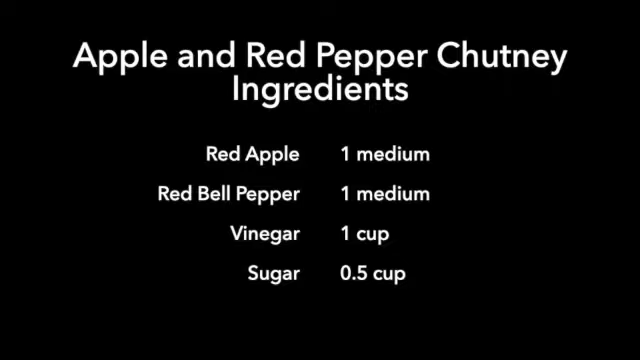 Apple and Red Pepper Chutney
Ingredients
Red Apple 1 medium
Red Bell Pepper 1 medium
Vinegar 1 cup
Sugar 0.5 cup